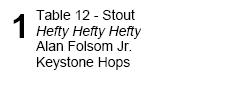 1
Table 12 - Stout
Hefty Hefty Hefty
Alan Folsom Jr.
Keystone Hops